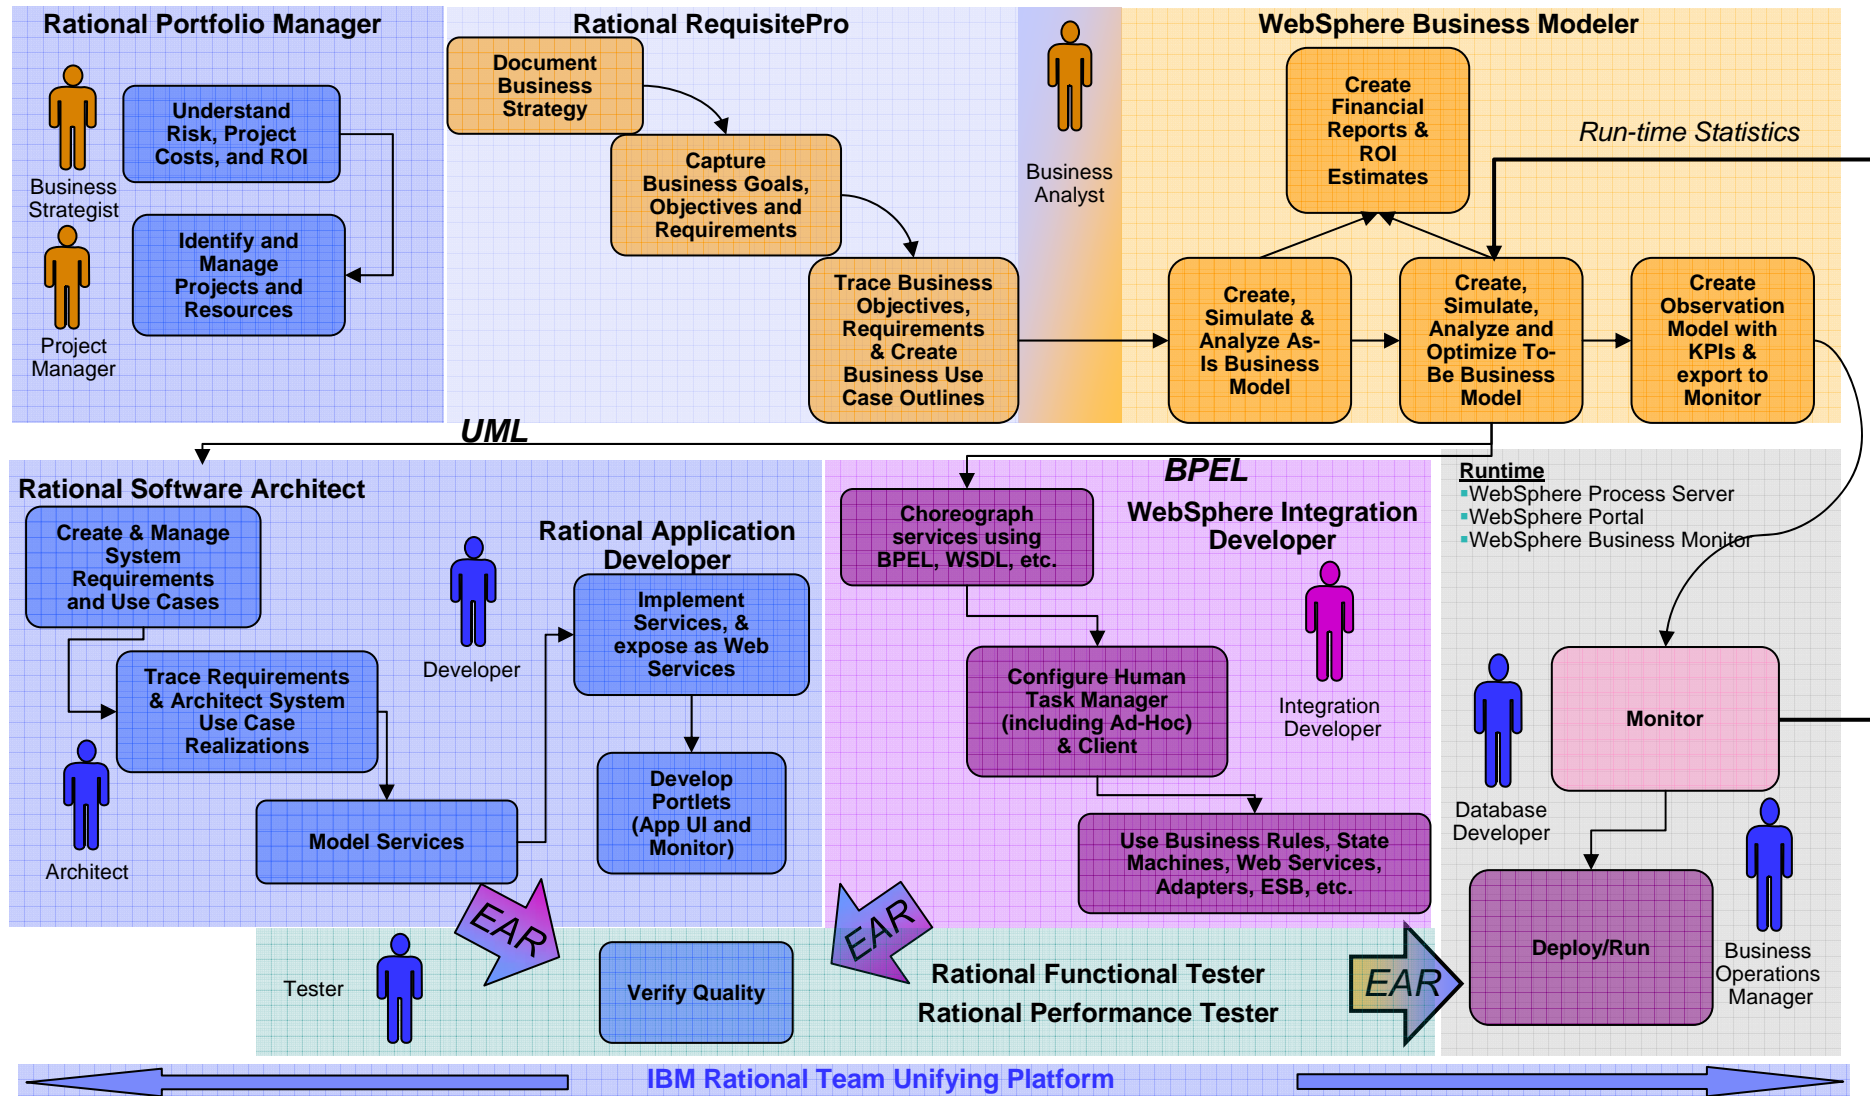 Rational Portfolio Manager
Business
Strategist
Understand
Risk, Project
Costs, and ROI
Identify and
Manage
Projects and
Resources
Project
Manager
Rational RequisitePro
Document
Business
Strategy
Capture
Business Goals,
Objectives and
Requirements
Trace Business
Objectives,
Requirements
& Create
Business Use
Case Outlines
Business
Analyst
WebSphere Business Modeler
Create
Financial
Reports &
ROI
Estimates
Run-time Statistics
Create,
Simulate &
Analyze As-
Is Business
Model
Create,
Simulate,
Analyze and
Optimize To-
Be Business
Model
Create
Observation
Model with
KPIs &
export to
Monitor
UML
BPEL
Rational Software Architect
Create & Manage
System
Requirements
and Use Cases
Trace Requirements
& Architect System
Use Case
Realizations
Architect
Model Services
Developer
Rational Application
Developer
Implement
Services, &
expose as Web
Services
Develop
Portlets
(App UI and
Monitor)
Choreograph
services using
BPEL, WSDL, etc.
WebSphere Integration
Developer
Integration
Developer
Configure Human
Task Manager
(including Ad-Hoc)
& Client
Use Business Rules, State
Machines, Web Services,
Adapters, ESB, etc.
Runtime
▪WebSphere Process Server
▪WebSphere Portal
▪WebSphere Business Monitor
Monitor
Database
Developer
Deploy/Run
Business
Operations
Manager
EAR
EAR
EAR
Tester
Verify Quality
Rational Functional Tester
Rational Performance Tester
IBM Rational Team Unifying Platform